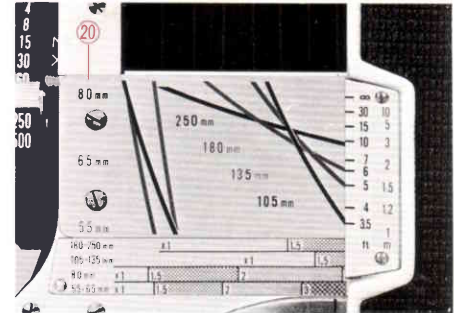 4
8
15
30
60
250
500
20
80 mm
65 mm
55 mm
250 mm
180 mm
135 mm
105 mm
∞
30 10
15 5
10 3
7 2
6
5 1.5
4 1.2
3.5 1
ft m
180-250 mm x1 1.5
105-135 mm x1 1.5
80 mm x1 1.5 2
55-65 mm x1 1.5 2 3